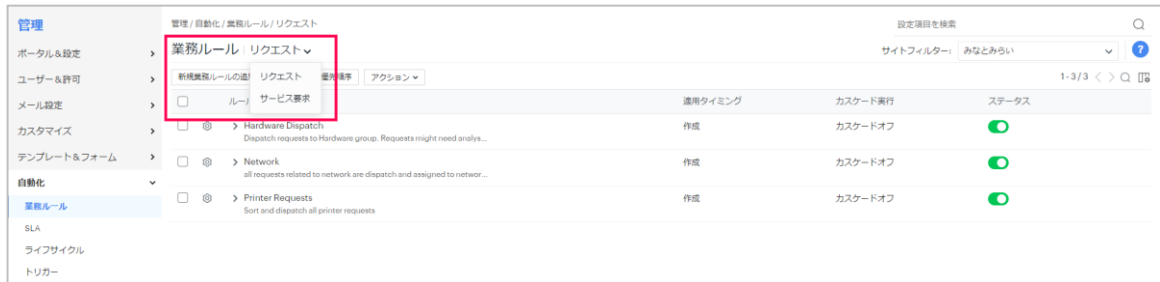 管理
ポータル&設定
ユーザー&許可
メール設定
カスタマイズ
テンプレート&フォーム
自動化
業務ルール
SLA
ライフサイクル
トリガー
管理 / 自動化 / 業務ルール / リクエスト
設定項目を検索
業務ルール リクエスト
サイトフィルター: みなとみらい ?
リクエスト
サービス要求
新規業務ルールの追 優先順序 アクション 1 - 3 / 3
ルー 適用タイミング カスケード実行 ステータス
Hardware Dispatch 作成 カスケードオフ
Dispatch requests to Hardware group. Requests might need analys...
Network 作成 カスケードオフ
all requests related to network are dispatch and assigned to networ...
Printer Requests 作成 カスケードオフ
Sort and dispatch all printer requests